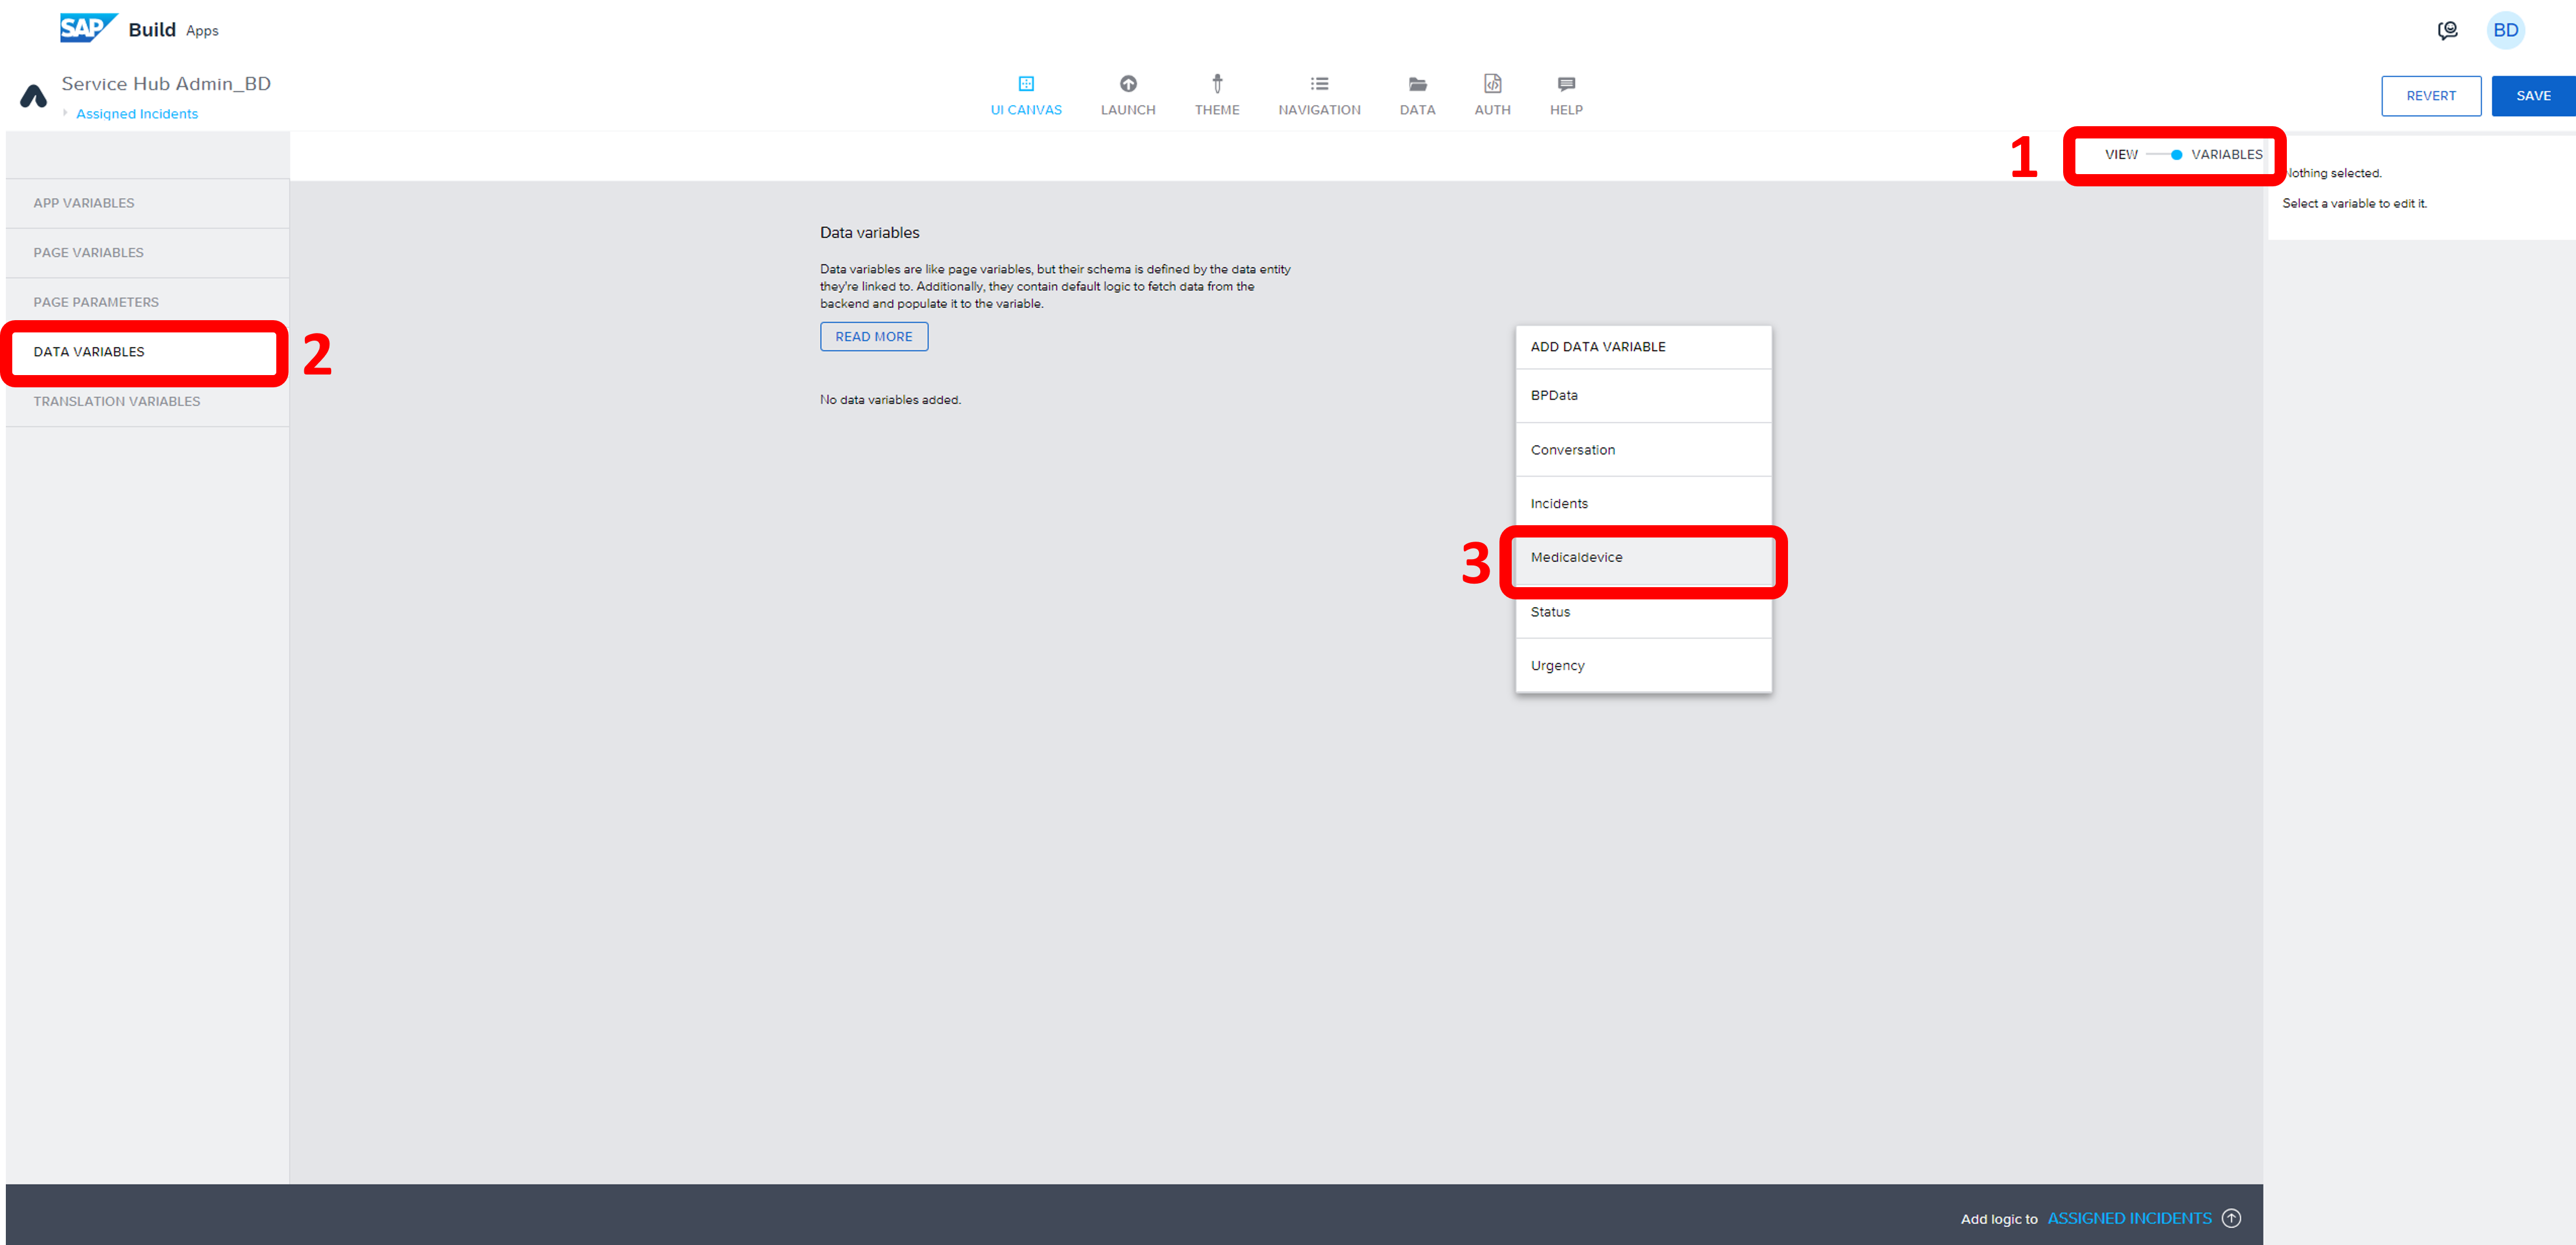 SAP Build Apps
BD
Service Hub Admin_BD
Assigned Incidents
UI CANVAS
LAUNCH
THEME
NAVIGATION
DATA
AUTH
HELP
REVERT
SAVE
1
VIEW
VARIABLES
Nothing selected.
Select a variable to edit it.
APP VARIABLES
PAGE VARIABLES
PAGE PARAMETERS
DATA VARIABLES
2
TRANSLATION VARIABLES
Data variables
Data variables are like page variables, but their schema is defined by the data entity
they're linked to. Additionally, they contain default logic to fetch data from the
backend and populate it to the variable.
READ MORE
No data variables added.
ADD DATA VARIABLE
BPData
Conversation
Incidents
3
Medicaldevice
Status
Urgency
Add logic to ASSIGNED INCIDENTS